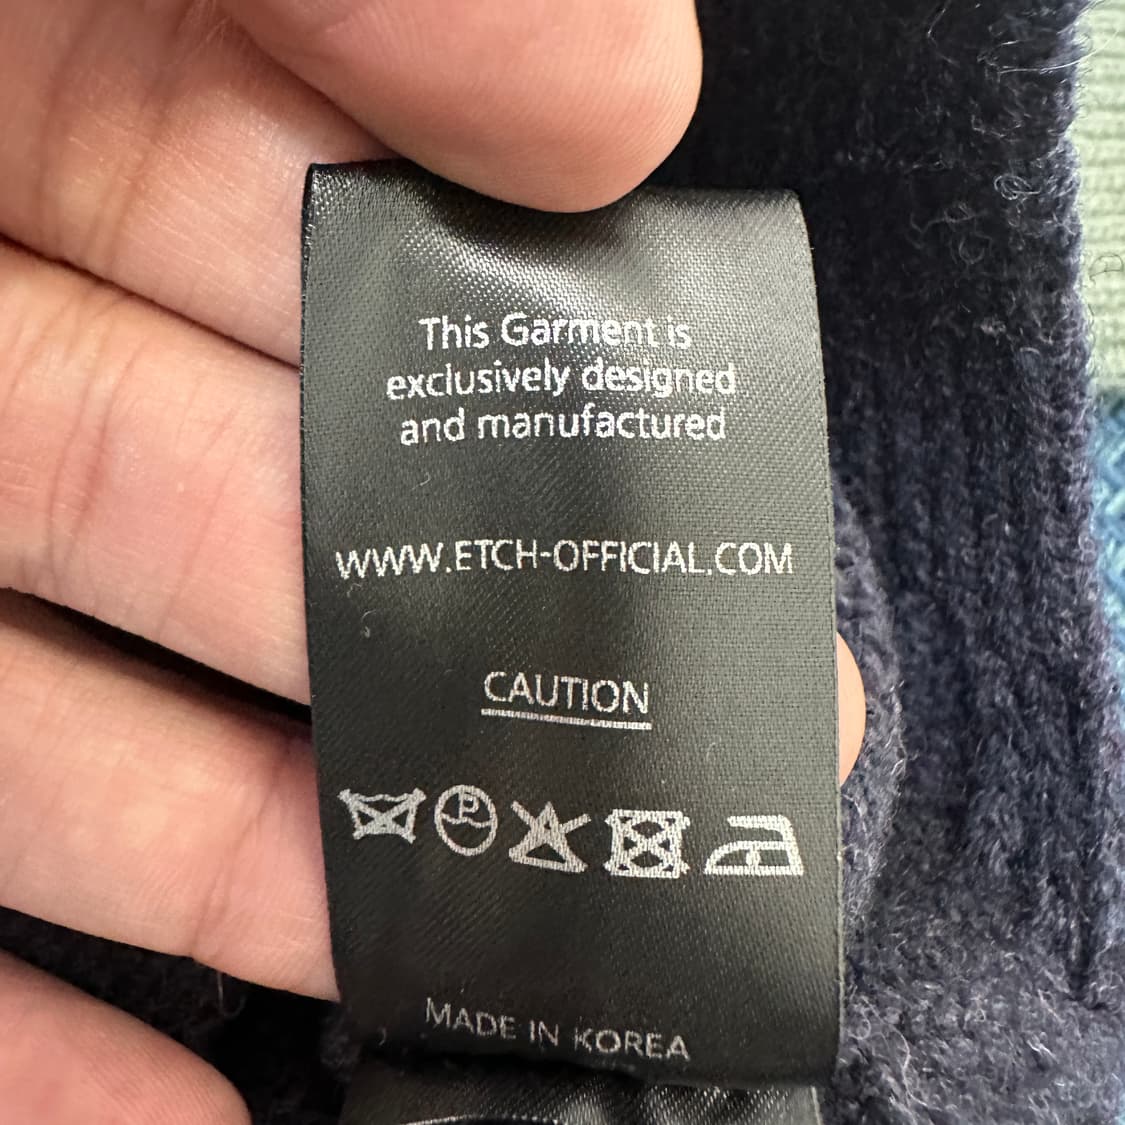 This Garment is
exclusively designed
and manufactured
WWW.ETCH-OFFICIAL.COM
CAUTION
P
MADE IN KOREA